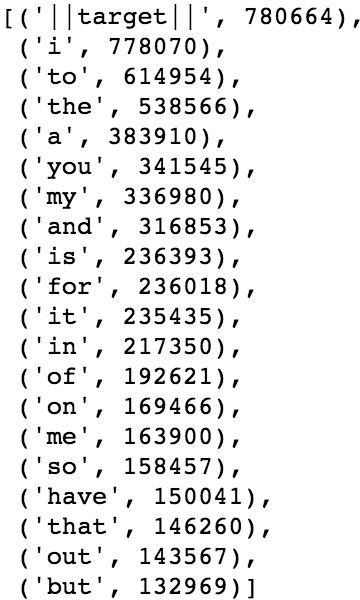 [('||target||', 780664),
('i', 778070),
('to', 614954),
('the', 538566),
('a', 383910),
('you', 341545),
('my', 336980),
('and', 316853),
('is', 236393),
('for', 236018),
('it', 235435),
('in', 217350),
('of', 192621),
('on', 169466),
('me', 163900),
('so', 158457),
('have', 150041),
('that', 146260),
('out', 143567),
('but', 132969)]